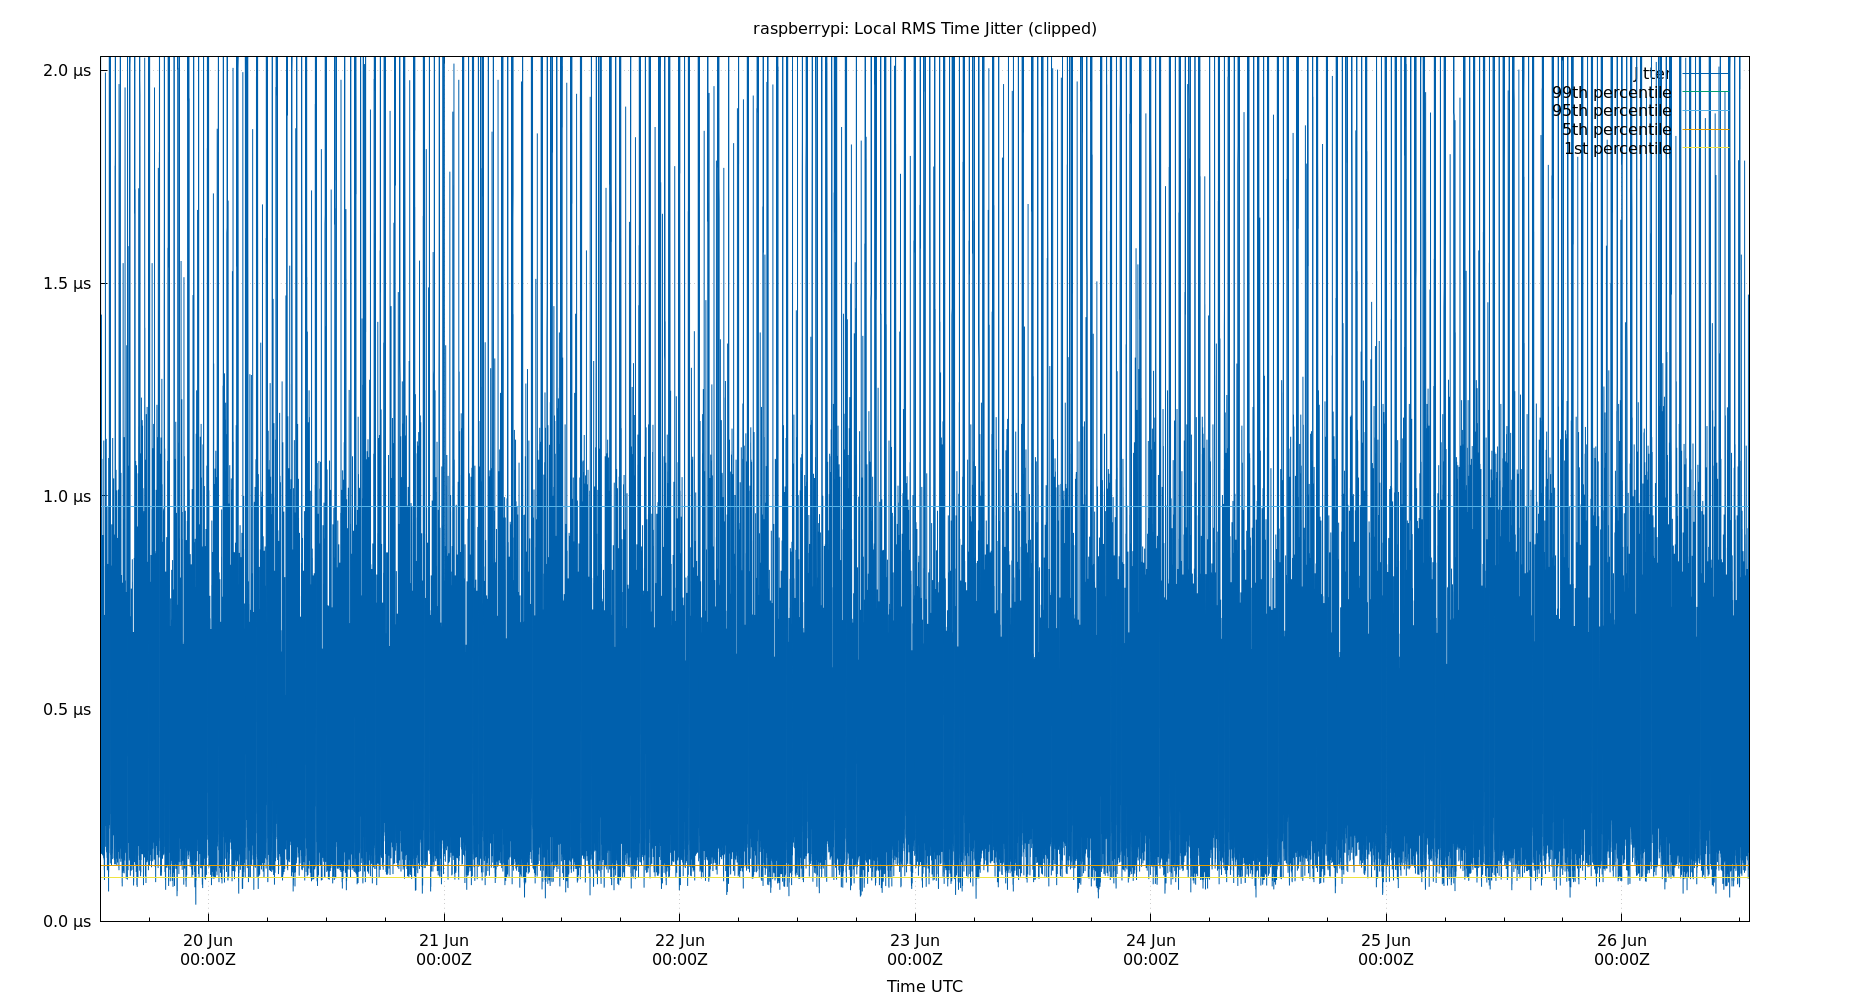 raspberrypi: Local RMS Time Jitter (clipped)
2.0 µs
1.5 µs
1.0 µs
0.5 µs
0.0 µs
Jitter
99th percentile
95th percentile
5th percentile
1st percentile
20 Jun
00:00Z
21 Jun
00:00Z
22 Jun
00:00Z
23 Jun
00:00Z
24 Jun
00:00Z
25 Jun
00:00Z
26 Jun
00:00Z
Time UTC